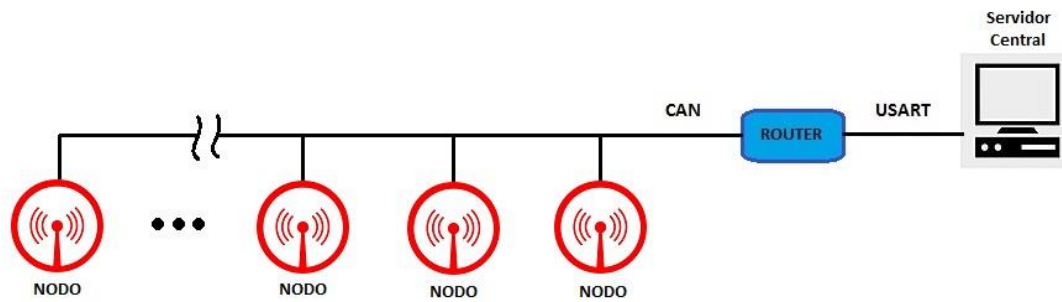 Servidor
Central
CAN
ROUTER
USART
NODO
NODO
NODO
NODO